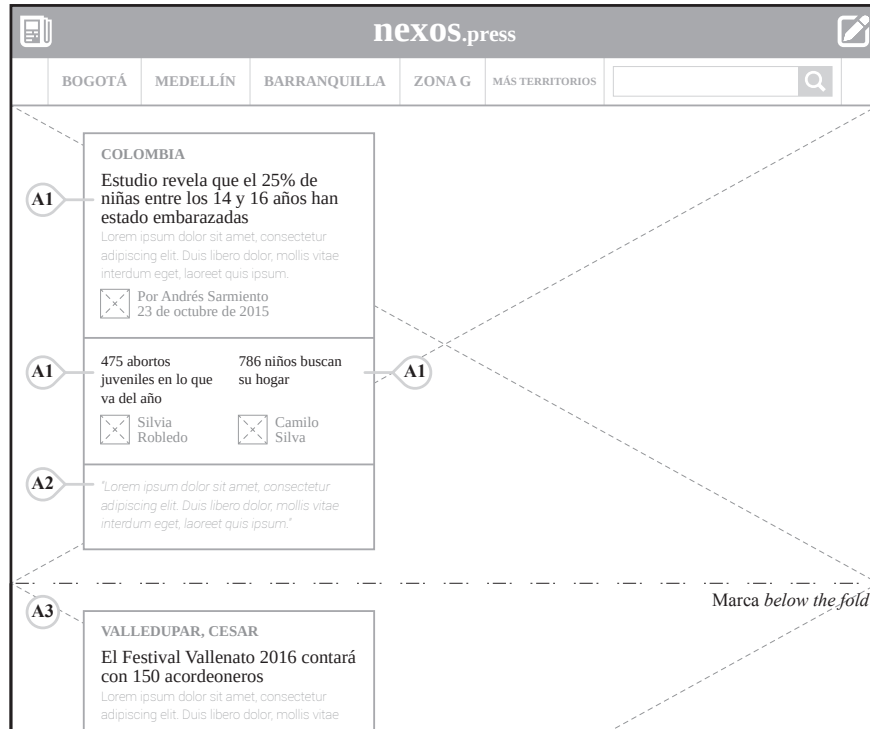 nexos.press
BOGOTÁ MEDELLÍN BARRANQUILLA ZONA G MÁS TERRITORIOS
COLOMBIA
A1
Estudio revela que el 25% de
niñas entre los 14 y 16 años han
estado embarazadas
Lorem ipsum dolor sit amet, consectetur
adipiscing elit. Duis libero dolor, mollis vitae
interdum eget, laoreet quis ipsum.
Por Andrés Sarmiento
23 de octubre de 2015
A1
475 abortos
juveniles en lo que
va del año
Silvia
Robledo
786 niños buscan
su hogar
Camilo
Silva
A1
A2
"Lorem ipsum dolor sit amet, consectetur
adipiscing elit. Duis libero dolor, mollis vitae
interdum eget, laoreet quis ipsum."
Marca below the fold
A3
VALLEDUPAR, CESAR
El Festival Vallenato 2016 contará
con 150 acordeoneros
Lorem ipsum dolor sit amet, consectetur
adipiscing elit. Duis libero dolor, mollis vitae